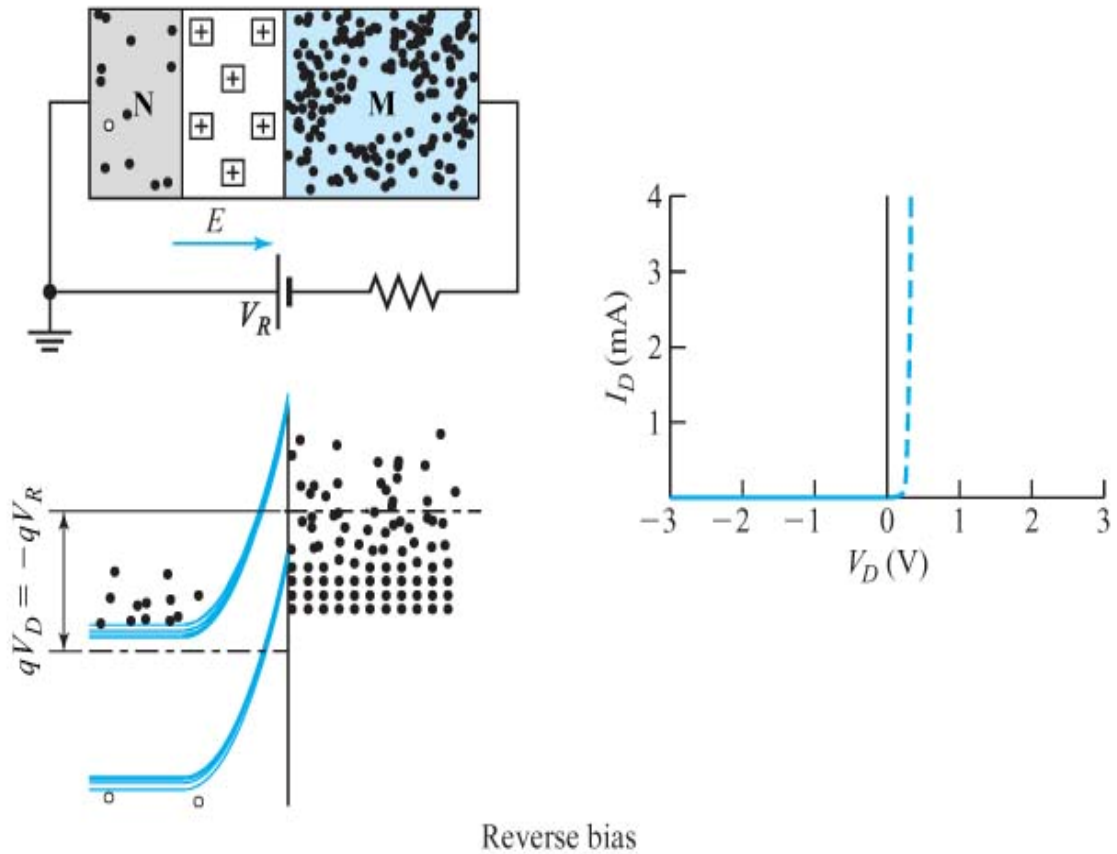 N
M
+ +
+
+ +
+
E
V_R
qV_D = −qV_R
I_D (mA)
4
3
2
1
−3 −2 −1 0 1 2 3
V_D (V)
Reverse bias